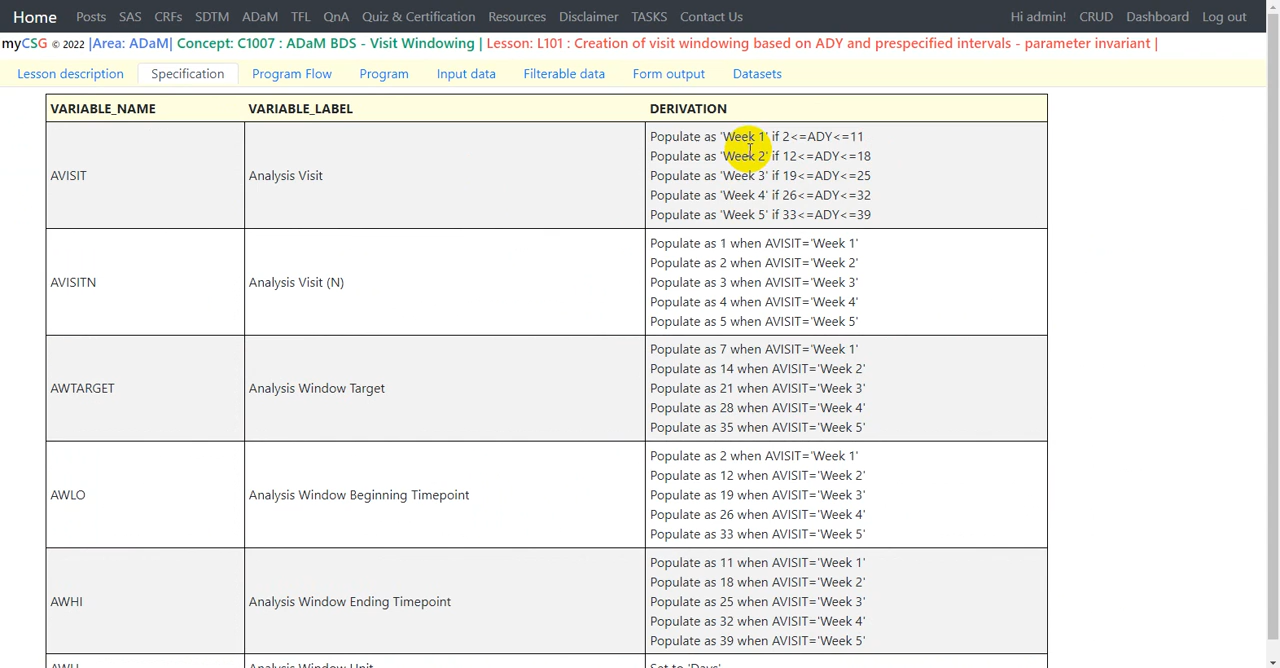 Home Posts SAS CRFs SDTM ADaM TFL QnA Quiz & Certification Resources Disclaimer TASKS Contact Us Hi admin! CRUD Dashboard Log out
myCSG © 2022 |Area: ADaM| Concept: C1007 : ADaM BDS - Visit Windowing | Lesson: L101 : Creation of visit windowing based on ADY and prespecified intervals - parameter invariant |
Lesson description Specification Program Flow Program Input data Filterable data Form output Datasets
VARIABLE_NAME VARIABLE_LABEL DERIVATION
AVISIT Analysis Visit
Populate as 'Week 1' if 2<=ADY<=11
Populate as 'Week 2' if 12<=ADY<=18
Populate as 'Week 3' if 19<=ADY<=25
Populate as 'Week 4' if 26<=ADY<=32
Populate as 'Week 5' if 33<=ADY<=39
AVISITN Analysis Visit (N)
Populate as 1 when AVISIT='Week 1'
Populate as 2 when AVISIT='Week 2'
Populate as 3 when AVISIT='Week 3'
Populate as 4 when AVISIT='Week 4'
Populate as 5 when AVISIT='Week 5'
AWTARGET Analysis Window Target
Populate as 7 when AVISIT='Week 1'
Populate as 14 when AVISIT='Week 2'
Populate as 21 when AVISIT='Week 3'
Populate as 28 when AVISIT='Week 4'
Populate as 35 when AVISIT='Week 5'
AWLO Analysis Window Beginning Timepoint
Populate as 2 when AVISIT='Week 1'
Populate as 12 when AVISIT='Week 2'
Populate as 19 when AVISIT='Week 3'
Populate as 26 when AVISIT='Week 4'
Populate as 33 when AVISIT='Week 5'
AWHI Analysis Window Ending Timepoint
Populate as 11 when AVISIT='Week 1'
Populate as 18 when AVISIT='Week 2'
Populate as 25 when AVISIT='Week 3'
Populate as 32 when AVISIT='Week 4'
Populate as 39 when AVISIT='Week 5'
AWU Analysis Window Unit Set to 'Days'